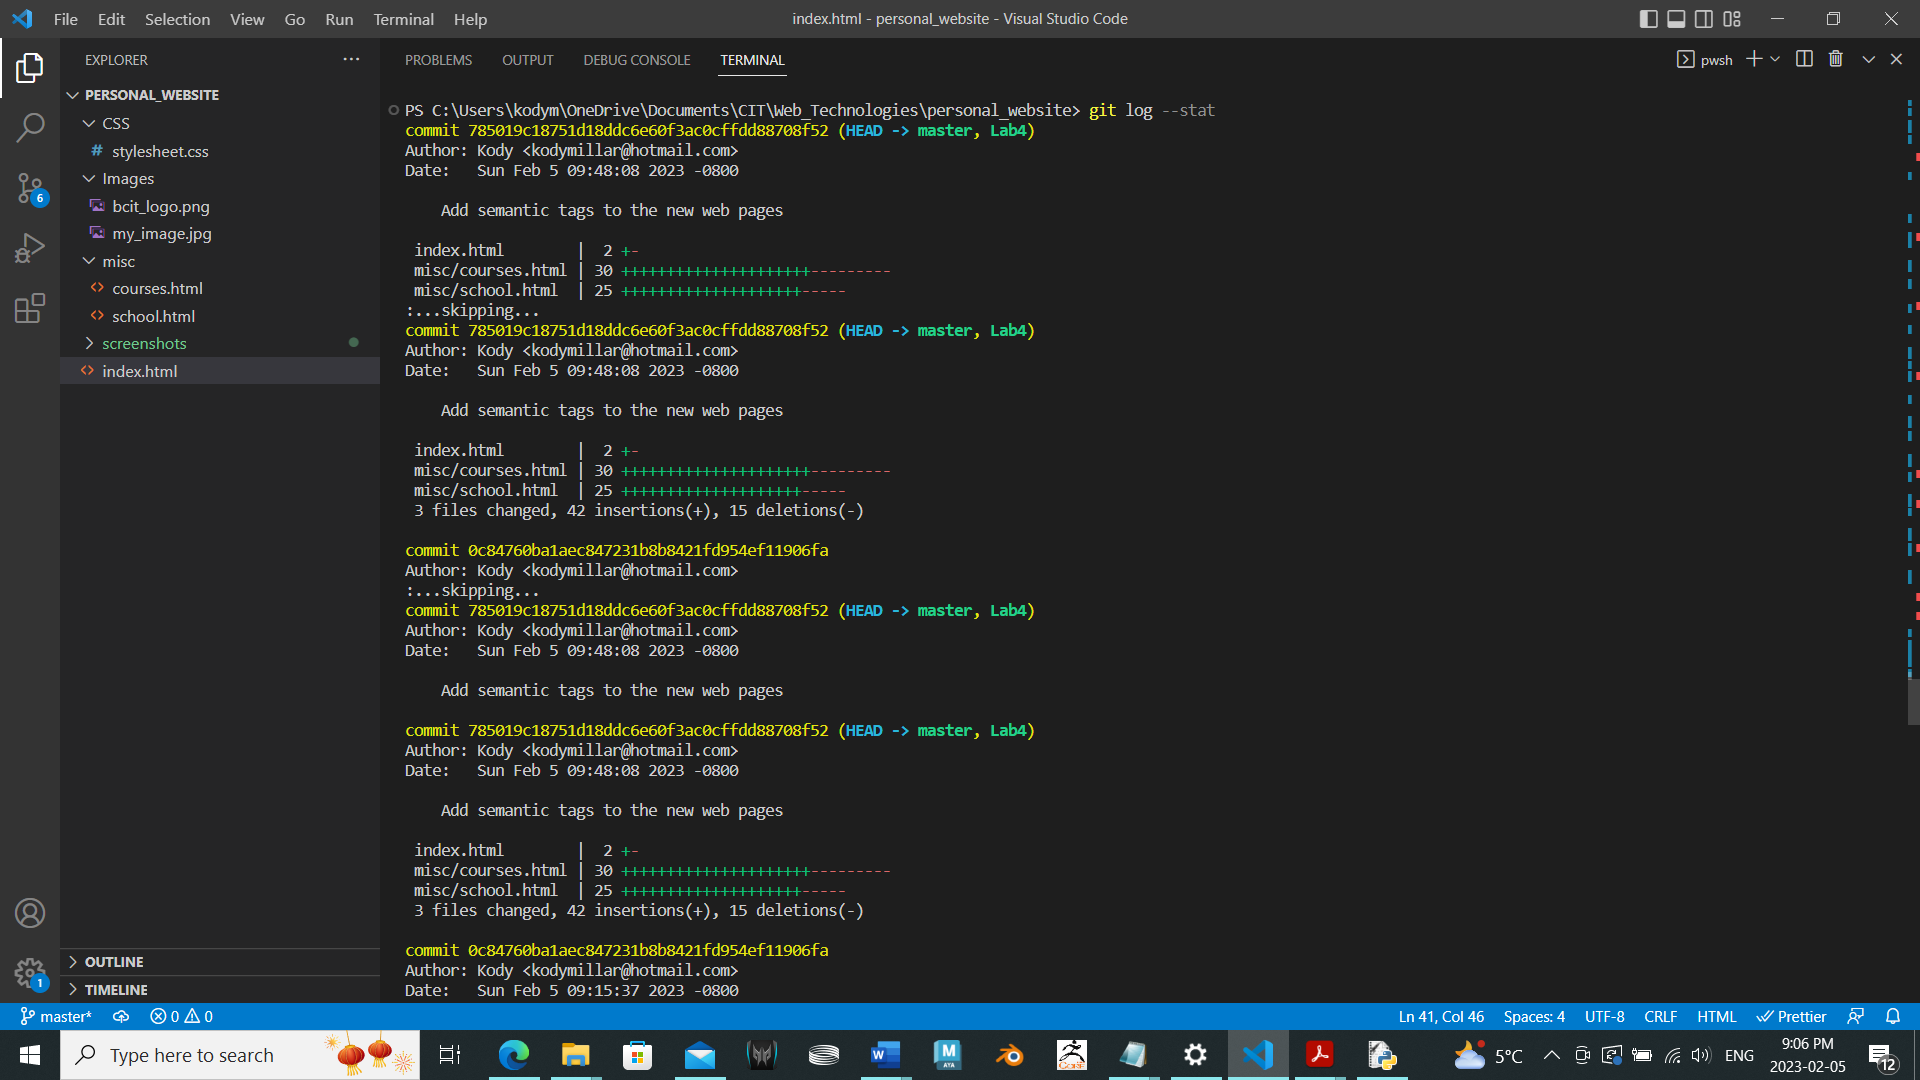 File Edit Selection View Go Run Terminal Help
index.html - personal_website - Visual Studio Code
EXPLORER
PERSONAL_WEBSITE
CSS
# stylesheet.css
Images
bcit_logo.png
my_image.jpg
misc
<> courses.html
<> school.html
screenshots
<> index.html
OUTLINE
TIMELINE
6
1
PROBLEMS OUTPUT DEBUG CONSOLE TERMINAL
pwsh
PS C:\Users\kodym\OneDrive\Documents\CIT\Web_Technologies\personal_website> git log --stat
commit 785019c18751d18ddc6e60f3ac0cffdd88708f52 (HEAD -> master, Lab4)
Author: Kody <kodymillar@hotmail.com>
Date:   Sun Feb 5 09:48:08 2023 -0800
Add semantic tags to the new web pages
index.html        |  2 +-
misc/courses.html | 30 +++++++++++++++++++++---------
misc/school.html  | 25 ++++++++++++++++++++-----
:...skipping...
commit 785019c18751d18ddc6e60f3ac0cffdd88708f52 (HEAD -> master, Lab4)
Author: Kody <kodymillar@hotmail.com>
Date:   Sun Feb 5 09:48:08 2023 -0800
Add semantic tags to the new web pages
index.html        |  2 +-
misc/courses.html | 30 +++++++++++++++++++++---------
misc/school.html  | 25 ++++++++++++++++++++-----
3 files changed, 42 insertions(+), 15 deletions(-)
commit 0c84760ba1aec847231b8b8421fd954ef11906fa
Author: Kody <kodymillar@hotmail.com>
:...skipping...
commit 785019c18751d18ddc6e60f3ac0cffdd88708f52 (HEAD -> master, Lab4)
Author: Kody <kodymillar@hotmail.com>
Date:   Sun Feb 5 09:48:08 2023 -0800
Add semantic tags to the new web pages
commit 785019c18751d18ddc6e60f3ac0cffdd88708f52 (HEAD -> master, Lab4)
Author: Kody <kodymillar@hotmail.com>
Date:   Sun Feb 5 09:48:08 2023 -0800
Add semantic tags to the new web pages
index.html        |  2 +-
misc/courses.html | 30 +++++++++++++++++++++---------
misc/school.html  | 25 ++++++++++++++++++++-----
3 files changed, 42 insertions(+), 15 deletions(-)
commit 0c84760ba1aec847231b8b8421fd954ef11906fa
Author: Kody <kodymillar@hotmail.com>
Date:   Sun Feb 5 09:15:37 2023 -0800
master* 0 0 Ln 41, Col 46 Spaces: 4 UTF-8 CRLF HTML Prettier
Type here to search
W
M
AYA
5°C ENG
9:06 PM
2023-02-05
12